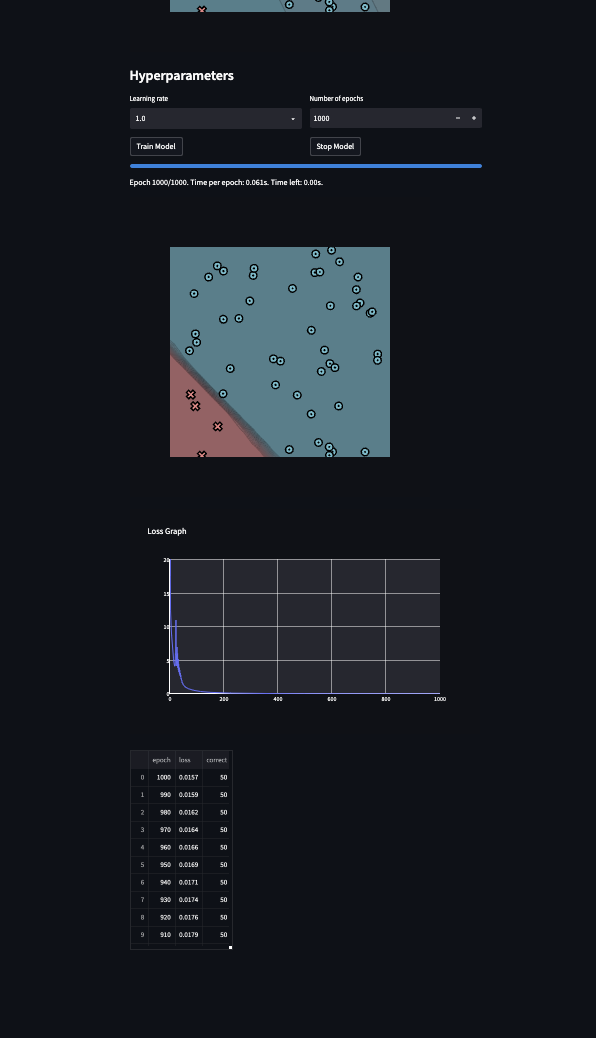 Hyperparameters
Learning rate
Number of epochs
1.0
1000
Train Model
Stop Model
Epoch 1000/1000. Time per epoch: 0.061s. Time left: 0.00s.
Loss Graph
20
15
10
5
0
0 200 400 600 800 1000
epoch loss correct
0 1000 0.0157 50
1 990 0.0159 50
2 980 0.0162 50
3 970 0.0164 50
4 960 0.0166 50
5 950 0.0169 50
6 940 0.0171 50
7 930 0.0174 50
8 920 0.0176 50
9 910 0.0179 50